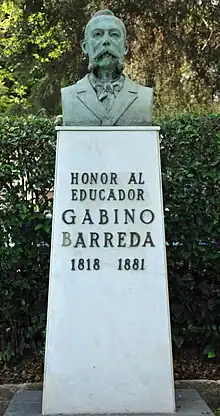 HONOR AL
EDUCADOR
GABINO
BARREDA
1818 1881